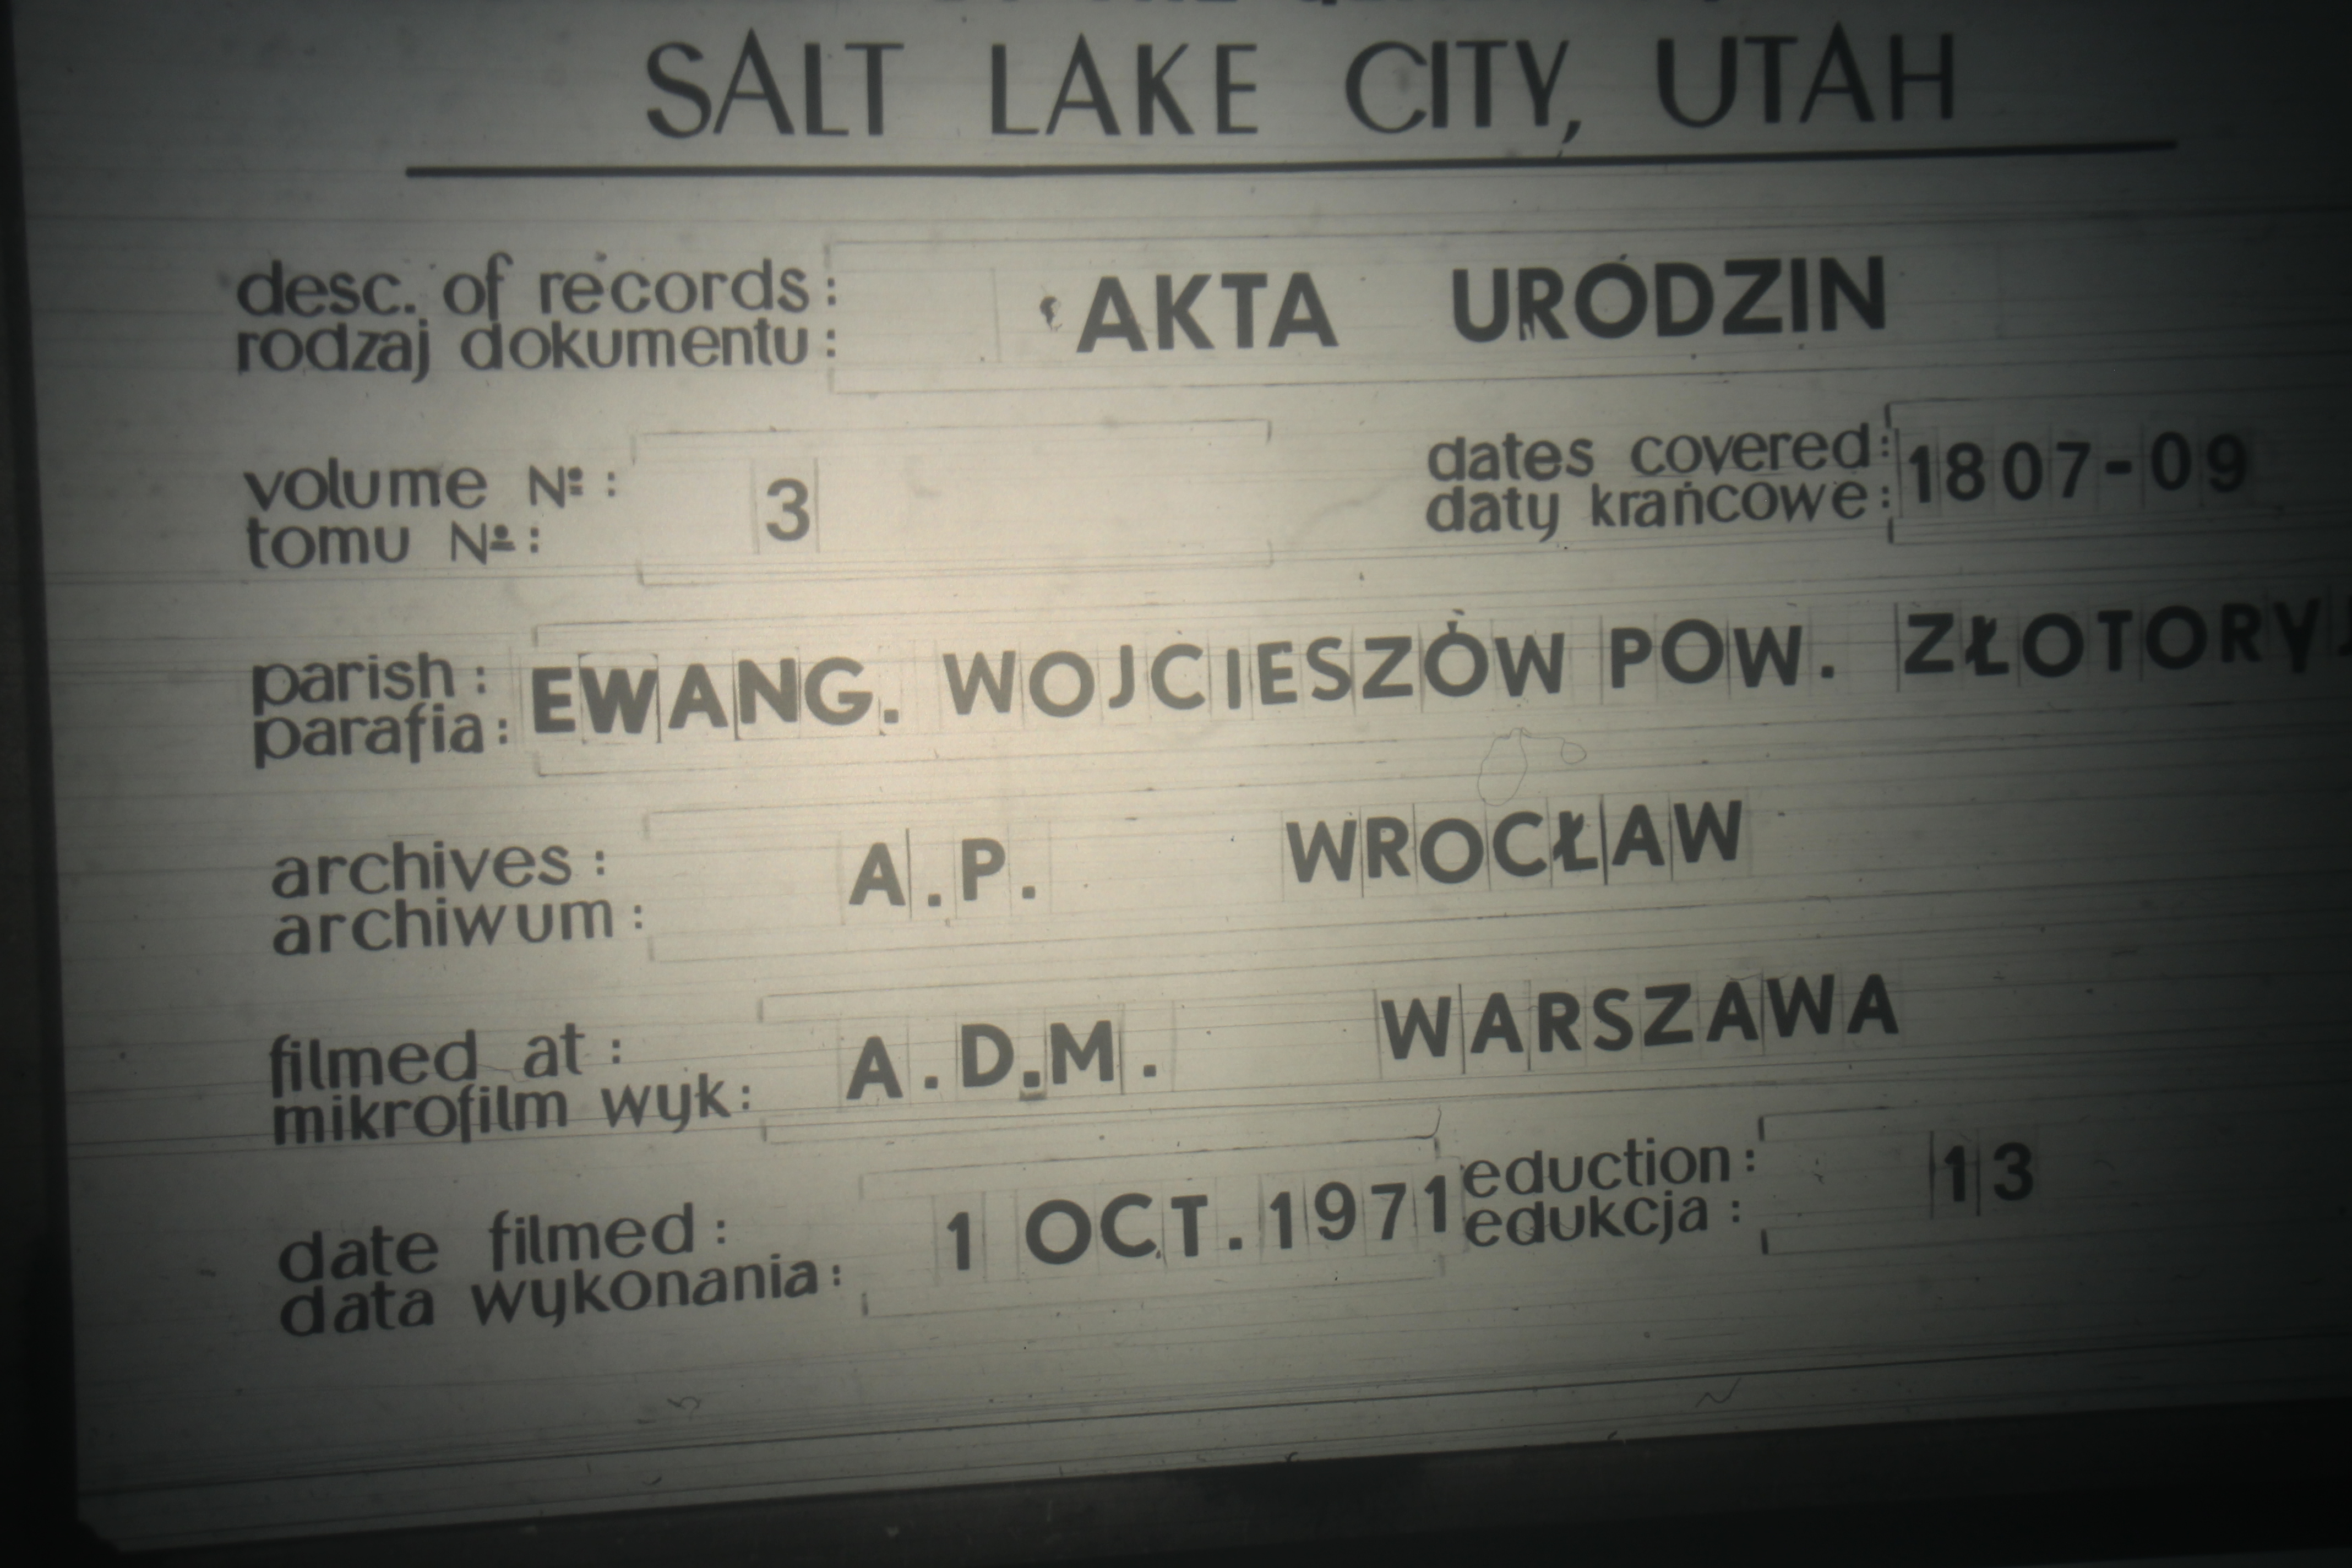 SALT LAKE CITY, UTAH
desc. of records: AKTA URODZIN
rodzaj dokumentu:
volume Nº: 3
tomu Nº:
dates covered: 1807-09
daty krańcowe:
parish: EWANG. WOJCIESZÓW POW. ZŁOTORY
parafia:
archives: A.P. WROCŁAW
archiwum:
filmed at: A.D.M. WARSZAWA
mikrofilm wyk:
date filmed: 1 OCT. 1971
data wykonania:
eduction: 13
edukcja: